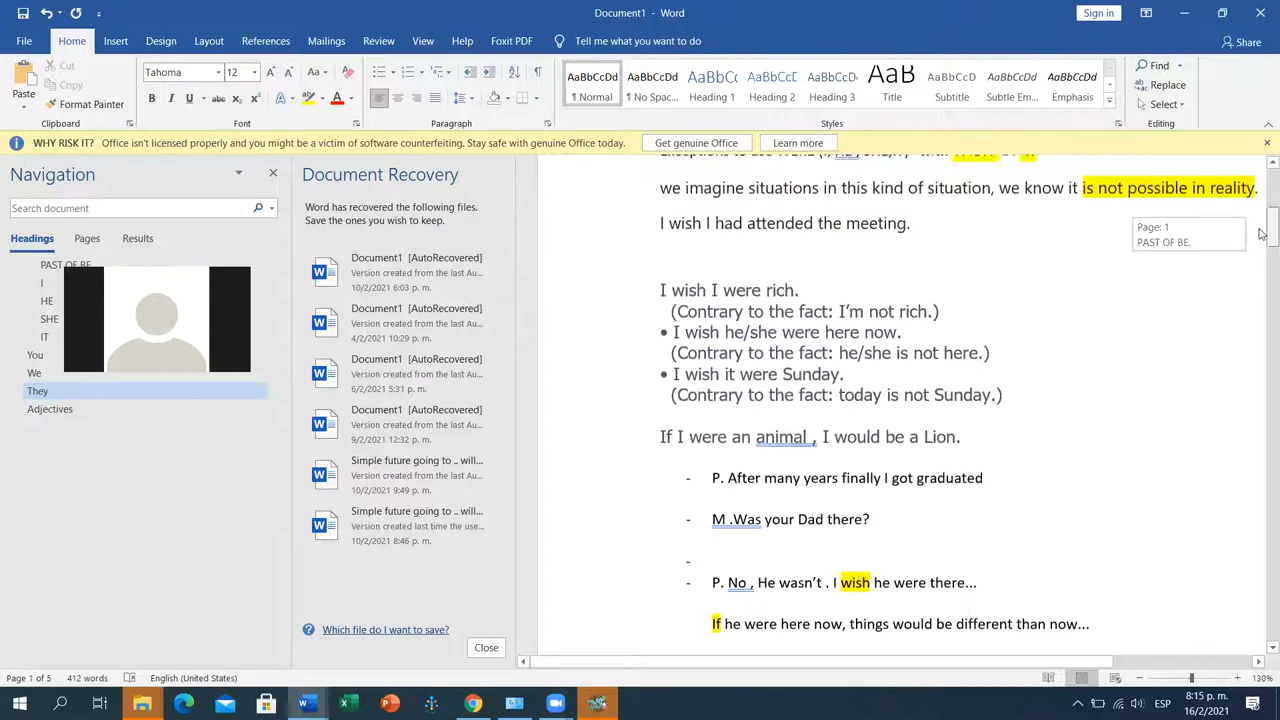 Document1 - Word
Sign in
File Home Insert Design Layout References Mailings Review View Help Foxit PDF Tell me what you want to do Share
Paste Cut Copy Format Painter
Tahoma 12
AaBbCcDd AaBbCcDd AaBbCc AaBbCcD AaBbCcD AaB AaBbCcD AaBbCcDd AaBbCcDd
¶ Normal ¶ No Spac... Heading 1 Heading 2 Heading 3 Title Subtitle Subtle Em... Emphasis
Find Replace Select
Clipboard Font Paragraph Styles Editing
WHY RISK IT? Office isn't licensed properly and you might be a victim of software counterfeiting. Stay safe with genuine Office today. Get genuine Office Learn more
Navigation
Search document
Headings Pages Results
PAST OF BE.
I
HE
SHE
IT
You
We
They
Adjectives
Document Recovery
Word has recovered the following files.
Save the ones you wish to keep.
Document1 [AutoRecovered]
Version created from the last Au...
10/2/2021 6:03 p. m.
Document1 [AutoRecovered]
Version created from the last Au...
4/2/2021 10:29 p. m.
Document1 [AutoRecovered]
Version created from the last Au...
6/2/2021 5:31 p. m.
Document1 [AutoRecovered]
Version created from the last Au...
9/2/2021 12:32 p. m.
Simple future going to .. will...
Version created from the last Au...
10/2/2021 9:49 p. m.
Simple future going to .. will...
Version created last time the use...
10/2/2021 8:46 p. m.
Which file do I want to save?
Close
we imagine situations in this kind of situation, we know it is not possible in reality.
I wish I had attended the meeting.
Page: 1
PAST OF BE.
I wish I were rich.
(Contrary to the fact: I’m not rich.)
• I wish he/she were here now.
(Contrary to the fact: he/she is not here.)
• I wish it were Sunday.
(Contrary to the fact: today is not Sunday.)
If I were an animal , I would be a Lion.
- P. After many years finally I got graduated
- M .Was your Dad there?
-
- P. No , He wasn’t . I wish he were there...
If he were here now, things would be different than now...
Page 1 of 5 412 words English (United States) 130%
8:15 p. m.
16/2/2021